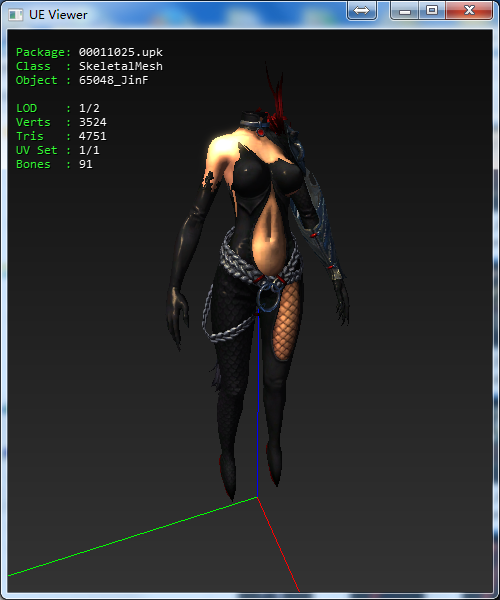 UE Viewer
Package: 00011025.upk
Class : SkeletalMesh
Object : 65048_JinF
LOD : 1/2
Verts : 3524
Tris : 4751
UV Set : 1/1
Bones : 91